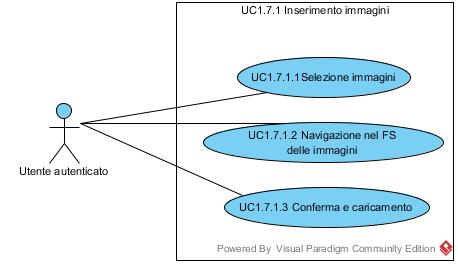 UC1.7.1 Inserimento immagini
UC1.7.1.1Selezione immagini
UC1.7.1.2 Navigazione nel FS
delle immagini
Utente autenticato
UC1.7.1.3 Conferma e caricamento
Powered By Visual Paradigm Community Edition